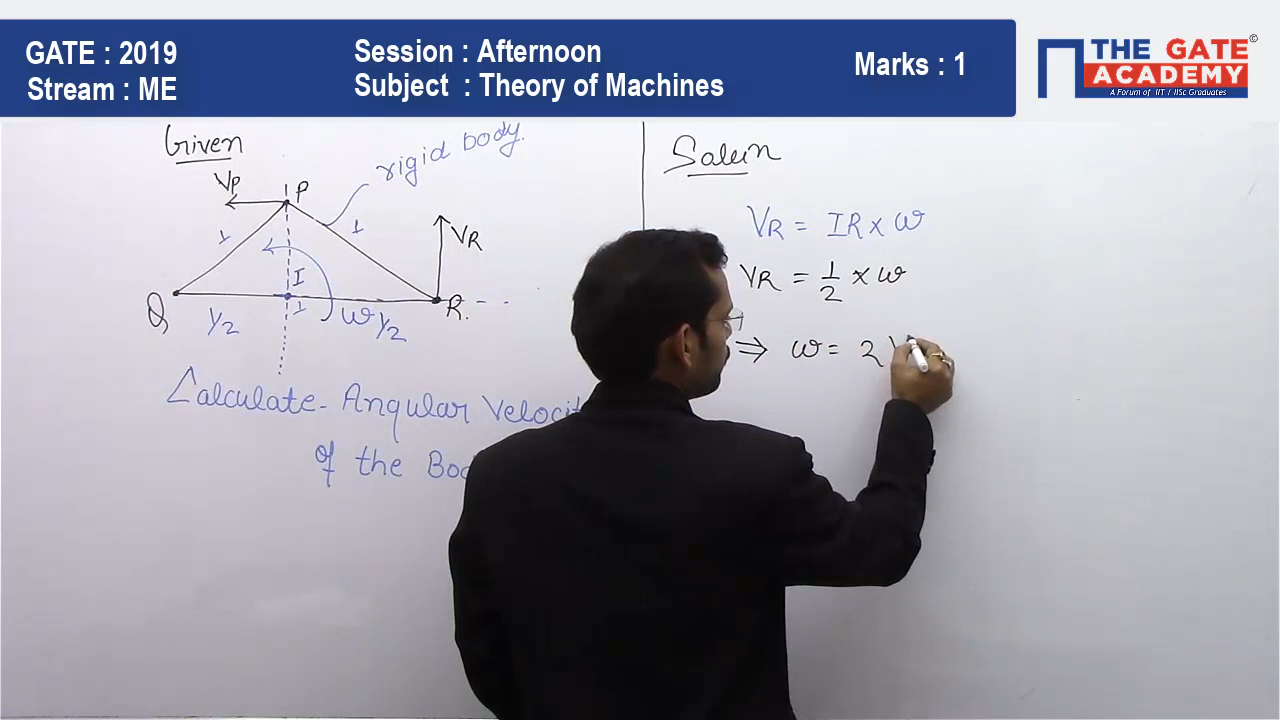 GATE : 2019
Stream : ME
Session : Afternoon
Subject : Theory of Machines
Marks : 1
THE GATE
ACADEMY
©
A Forum of IIT / IISc Graduates
Given
rigid body.
VP
P
1
1
VR
I
Q
R.
1/2
1
ω
1/2
Calculate Angular Velocit
of the Bo
VR = IR × ω
VR = 1/2 × ω
⇒ ω = 2